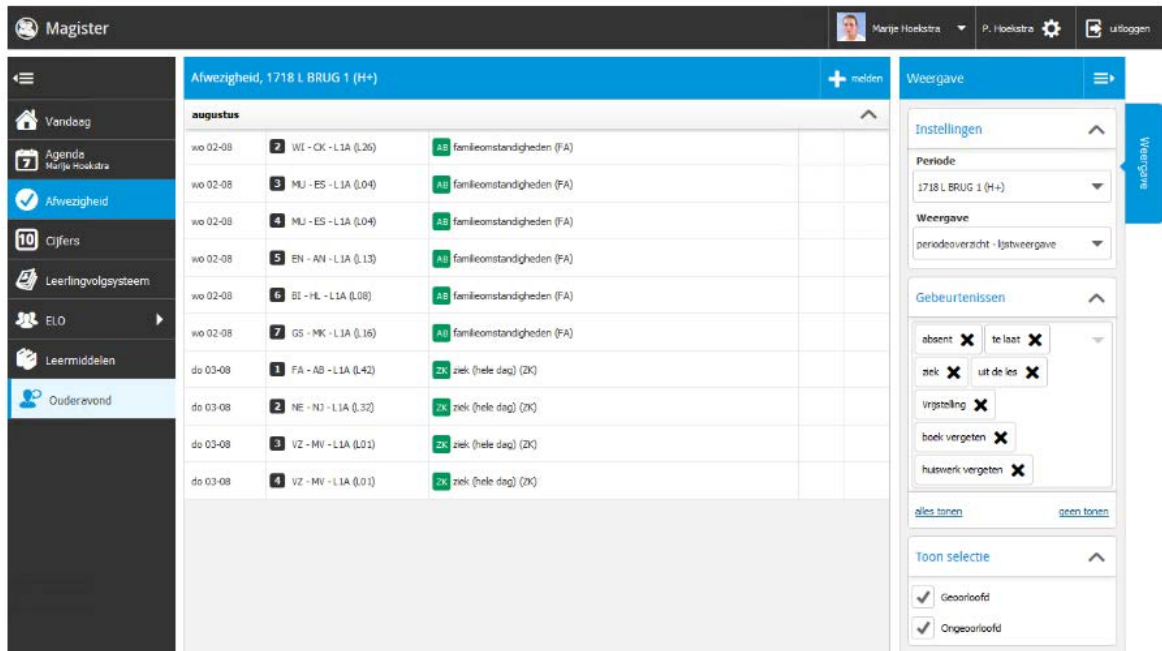 Magister
Marije Hoekstra
P. Hoekstra
uitloggen
Vandaag
7
Agenda
Marije Hoekstra
Afwezigheid
10
Cijfers
Leerlingvolgsysteem
ELO
Leermiddelen
Ouderavond
Afwezigheid, 1718 L BRUG 1 (H+)
melden
augustus
wo 02-08 2 WI - CK - L1A (L26) AB familieomstandigheden (FA)
wo 02-08 3 MU - ES - L1A (L04) AB familieomstandigheden (FA)
wo 02-08 4 MU - ES - L1A (L04) AB familieomstandigheden (FA)
wo 02-08 5 EN - AN - L1A (L13) AB familieomstandigheden (FA)
wo 02-08 6 BI - HL - L1A (L08) AB familieomstandigheden (FA)
wo 02-08 7 GS - MK - L1A (L16) AB familieomstandigheden (FA)
do 03-08 1 FA - AB - L1A (L42) ZK ziek (hele dag) (ZK)
do 03-08 2 NE - NJ - L1A (L32) ZK ziek (hele dag) (ZK)
do 03-08 3 VZ - MV - L1A (L01) ZK ziek (hele dag) (ZK)
do 03-08 4 VZ - MV - L1A (L01) ZK ziek (hele dag) (ZK)
Weergave
Weergave
Instellingen
Periode
1718 L BRUG 1 (H+)
Weergave
periodeoverzicht - lijstweergave
Gebeurtenissen
absent te laat
ziek uit de les
Vrijstelling
boek vergeten
huiswerk vergeten
alles tonen geen tonen
Toon selectie
Geoorloofd
Ongeoorloofd